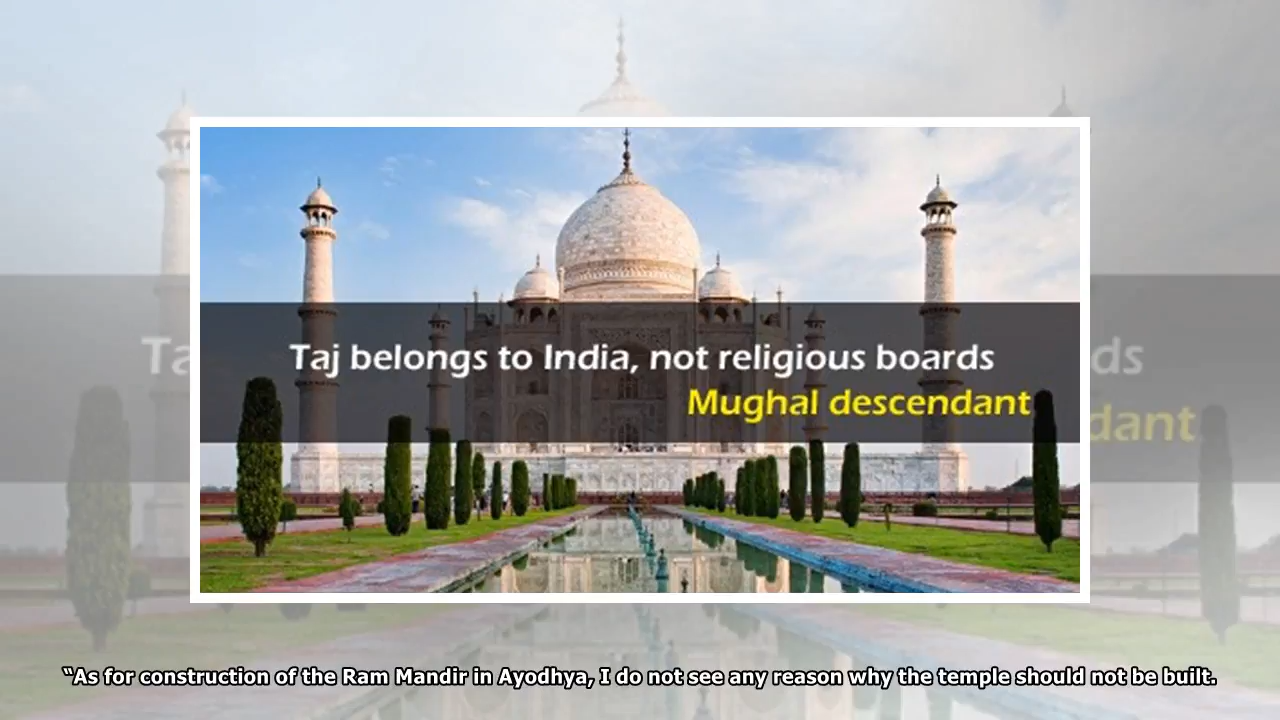 Taj belongs to India, not religious boards
Mughal descendant
“As for construction of the Ram Mandir in Ayodhya, I do not see any reason why the temple should not be built.